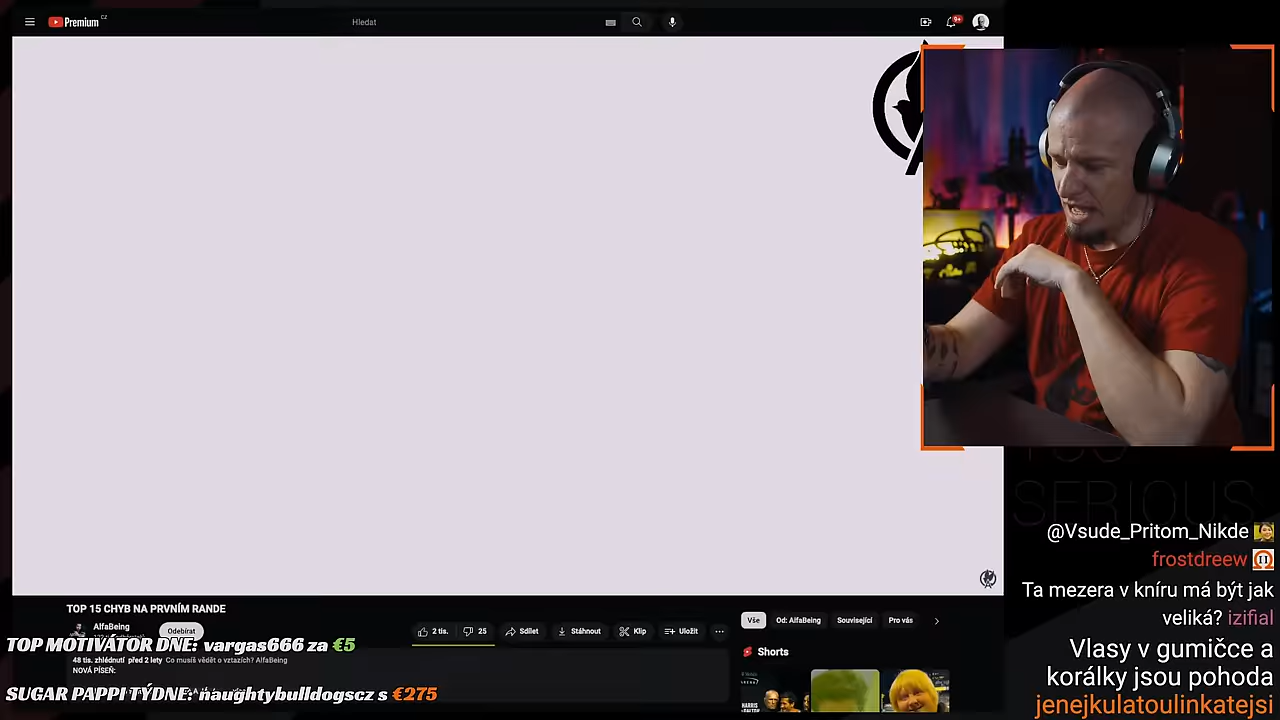 Premium CZ
Hledat
9+
TOP 15 CHYB NA PRVNÍM RANDE
AlfaBeing
Odebírat
2 tis.
25
Sdílet
Stáhnout
Klip
Uložit
Vše
Od: AlfaBeing
Související
Pro vás
TOP MOTIVÁTOR DNE: vargas666 za €5
48 tis. zhlédnutí před 2 lety Co musíš vědět o vztazích? AlfaBeing
NOVÁ PÍSEŇ:
SUGAR PAPPI TÝDNE: naughtybulldogscz s €275
Shorts
SERIOUS
@Vsude_Pritom_Nikde
frostdreew
Ta mezera v kníru má být jak
veliká? izifial
Vlasy v gumičce a
korálky jsou pohoda
jenejkulatoulinkatejsi